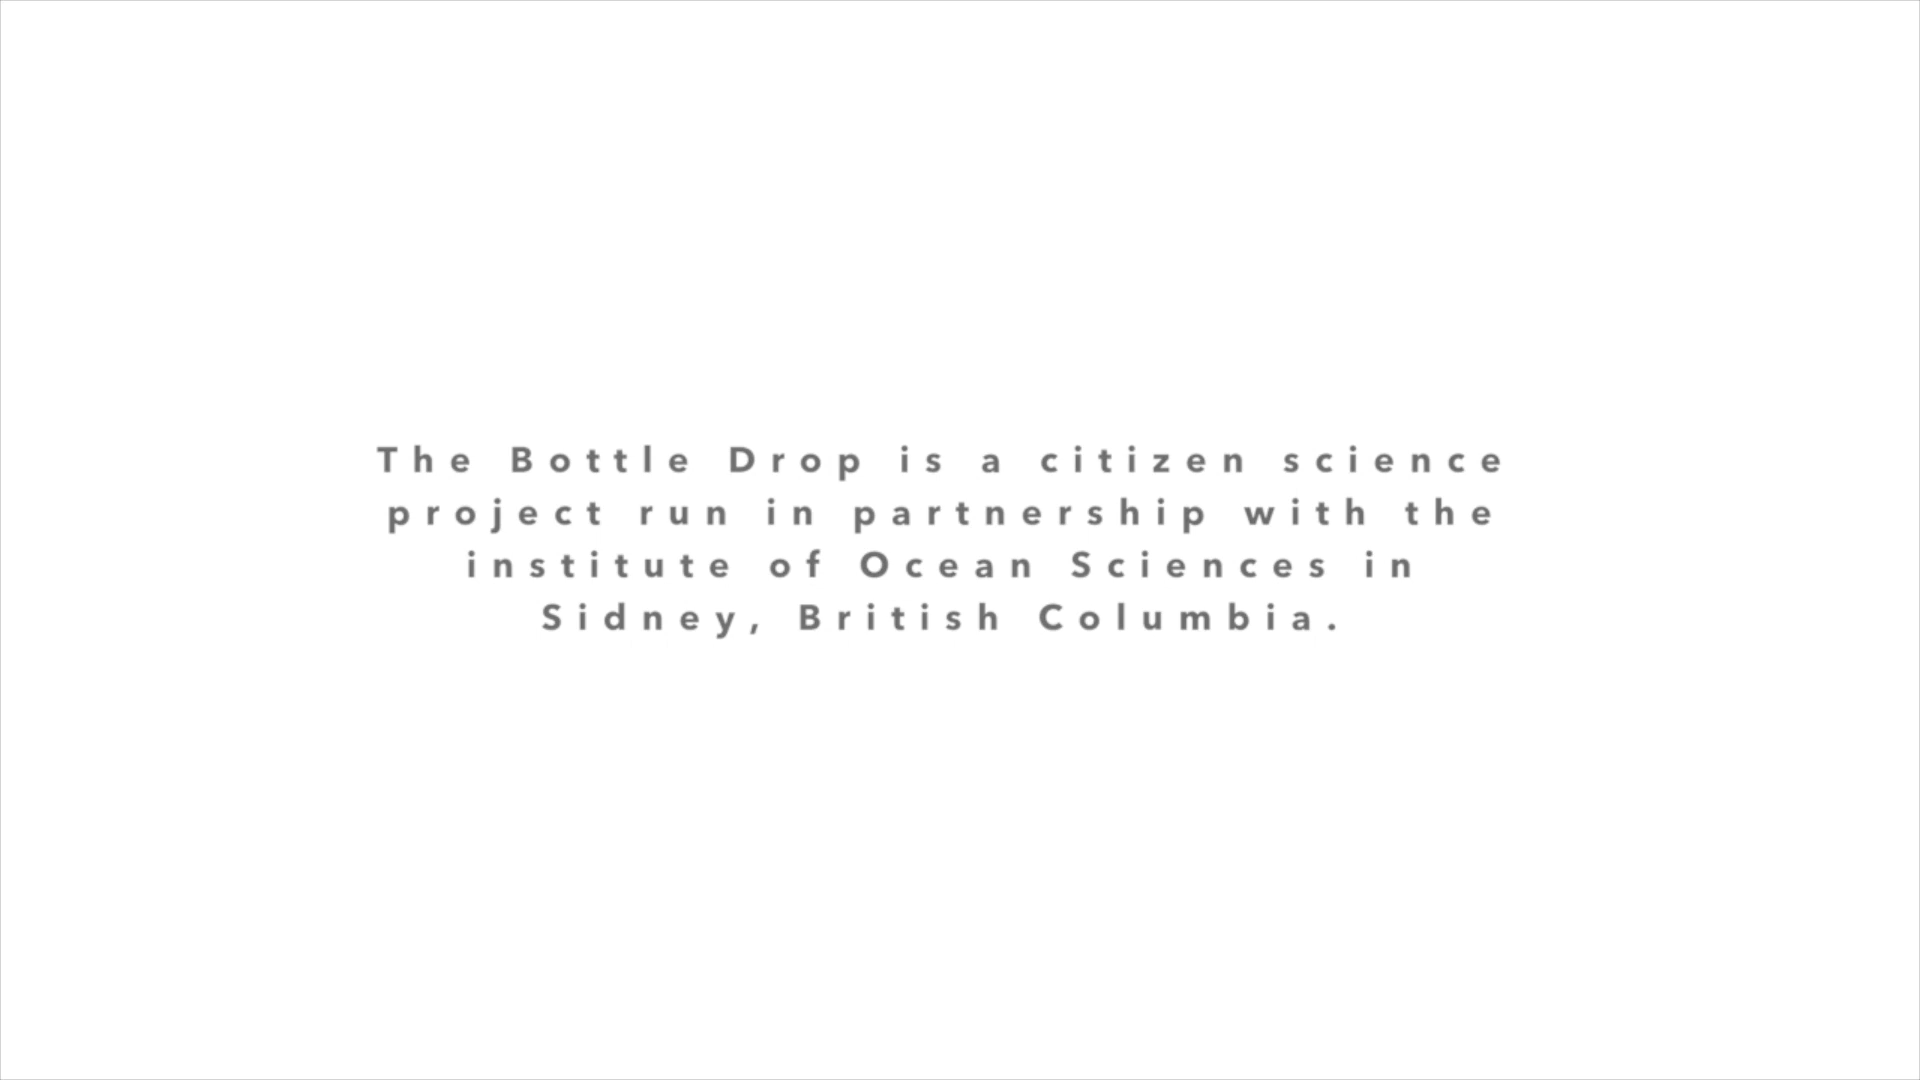 The Bottle Drop is a citizen science
project run in partnership with the
institute of Ocean Sciences in
Sidney, British Columbia.